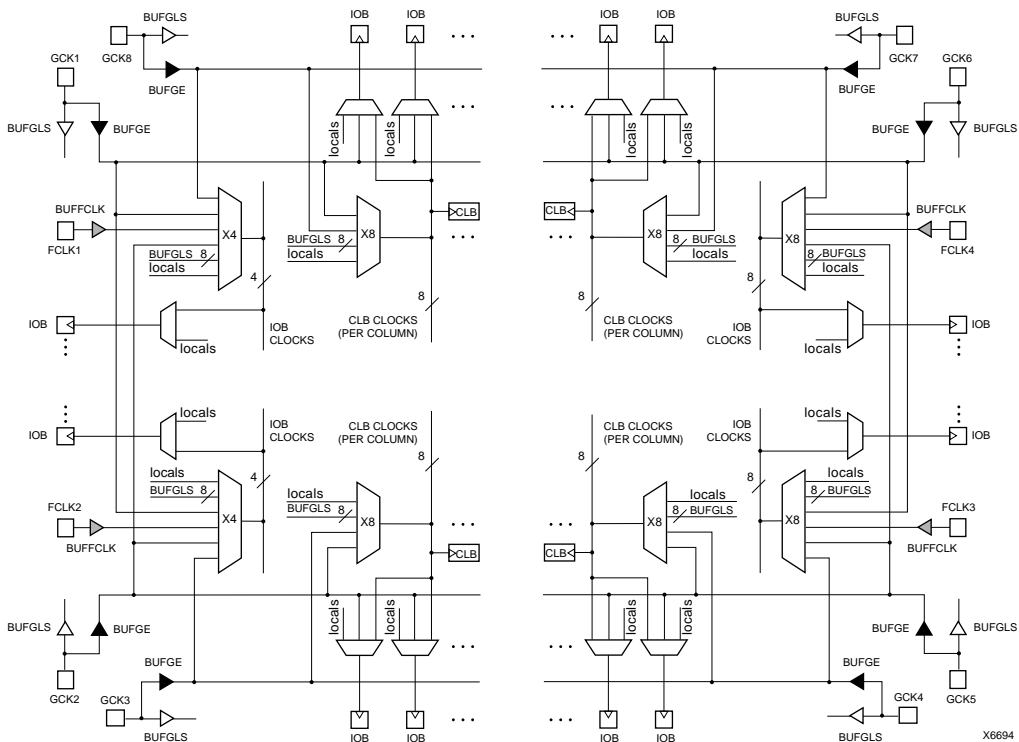 BUFGLS
IOB
IOB
• • •
• • •
IOB
IOB
BUFGLS
GCK1
GCK8
GCK7
GCK6
BUFGE
BUFGE
BUFGLS
BUFGE
• • •
• • •
BUFGE
BUFGLS
locals
locals
locals
locals
BUFFCLK
X4
X8
CLB
CLB
X8
X8
BUFFCLK
FCLK1
BUFGLS 8
BUFGLS 8
• • •
• • •
8 BUFGLS
8 BUFGLS
FCLK4
locals
locals
locals
locals
4
8
8
8
IOB
IOB CLOCKS
CLB CLOCKS (PER COLUMN)
CLB CLOCKS (PER COLUMN)
IOB CLOCKS
IOB
locals
locals
locals
locals
IOB
IOB CLOCKS
CLB CLOCKS (PER COLUMN)
CLB CLOCKS (PER COLUMN)
IOB CLOCKS
IOB
4
8
8
8
locals
locals
locals
locals
BUFGLS 8
BUFGLS 8
8 BUFGLS
8 BUFGLS
FCLK2
X4
X8
• • •
• • •
X8
X8
FCLK3
BUFFCLK
CLB
CLB
BUFFCLK
locals
locals
locals
locals
BUFGLS
BUFGE
BUFGE
BUFGLS
• • •
• • •
BUFGE
BUFGE
GCK2
GCK3
GCK4
GCK5
BUFGLS
IOB
IOB
• • •
• • •
IOB
IOB
BUFGLS
X6694